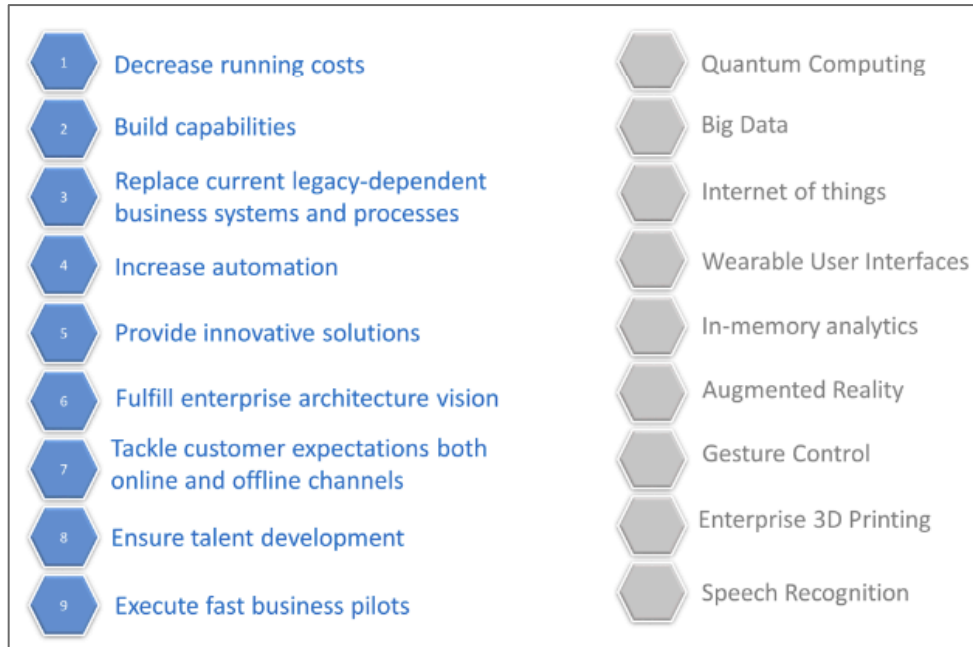 1 Decrease running costs
2 Build capabilities
3 Replace current legacy-dependent
business systems and processes
4 Increase automation
5 Provide innovative solutions
6 Fulfill enterprise architecture vision
7 Tackle customer expectations both
online and offline channels
8 Ensure talent development
9 Execute fast business pilots
Quantum Computing
Big Data
Internet of things
Wearable User Interfaces
In-memory analytics
Augmented Reality
Gesture Control
Enterprise 3D Printing
Speech Recognition